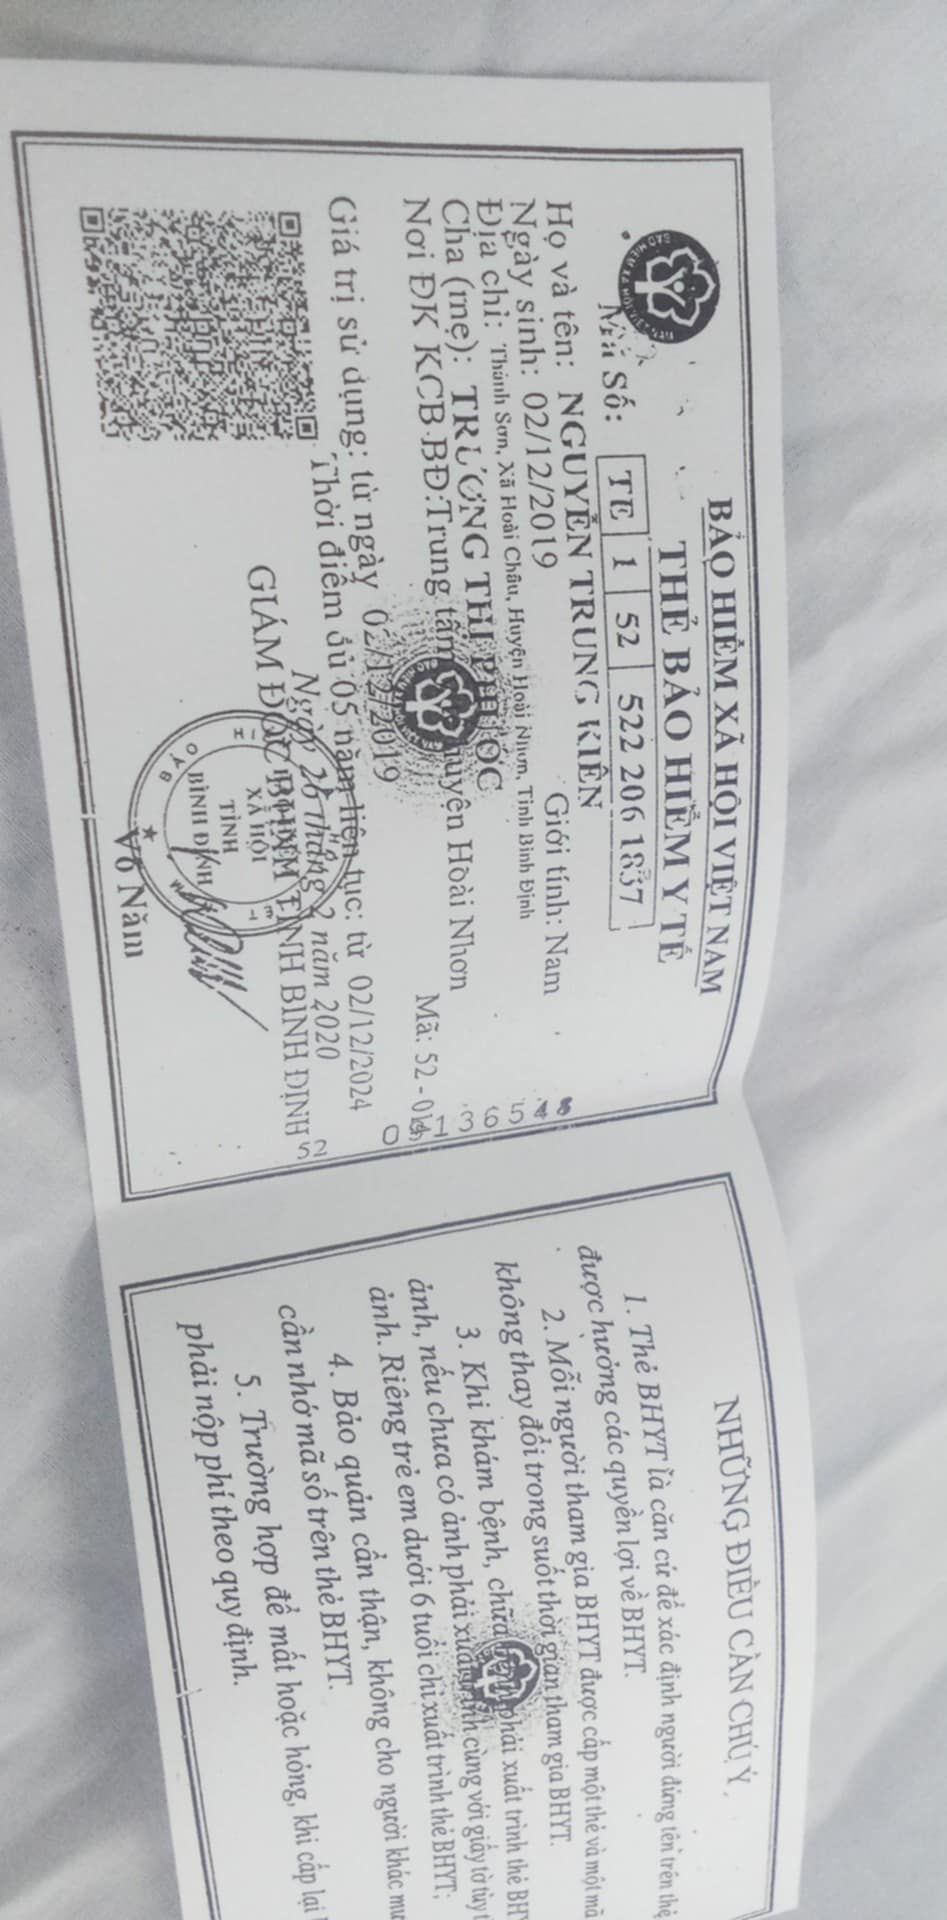 BẢO HIỂM XÃ HỘI VIỆT NAM
THẺ BẢO HIỂM Y TẾ
Mã Số: TE 1 52 522 206 1837
Họ và tên: NGUYỄN TRUNG KIÊN
Ngày sinh: 02/12/2019 Giới tính: Nam
Địa chỉ: Thành Sơn, Xã Hoài Châu, Huyện Hoài Nhơn, Tỉnh Bình Định
Cha (mẹ): TRƯƠNG THỊ
Nơi ĐK KCB BĐ: Trung tâm huyện Hoài Nhơn Mã: 52 -
Giá trị sử dụng: từ ngày 02/12/2019
Thời điểm đủ 05 năm liên tục: từ 02/12/2024
Ngày 26 tháng 2 năm 2020
GIÁM ĐỐC BHXH TỈNH BÌNH ĐỊNH
52
BẢO
XÃ HỘI
TỈNH
BÌNH ĐỊNH
Võ Năm
NHỮNG ĐIỀU CẦN CHÚ Ý
1. Thẻ BHYT là căn cứ để xác định người đứng tên trên thẻ
được hưởng các quyền lợi về BHYT.
2. Mỗi người tham gia BHYT được cấp một thẻ và một mã
không thay đổi trong suốt thời gian tham gia BHYT.
3. Khi khám bệnh, chữa bệnh phải xuất trình thẻ
ảnh, nếu chưa có ảnh phải xuất trình cùng với giấy tờ
ảnh. Riêng trẻ em dưới 6 tuổi chỉ xuất trình thẻ BHYT;
4. Bảo quản cẩn thận, không cho người khác
cần nhớ mã số trên thẻ BHYT.
5. Trường hợp để mất hoặc hỏng, khi cấp lại
phải nộp phí theo quy định.